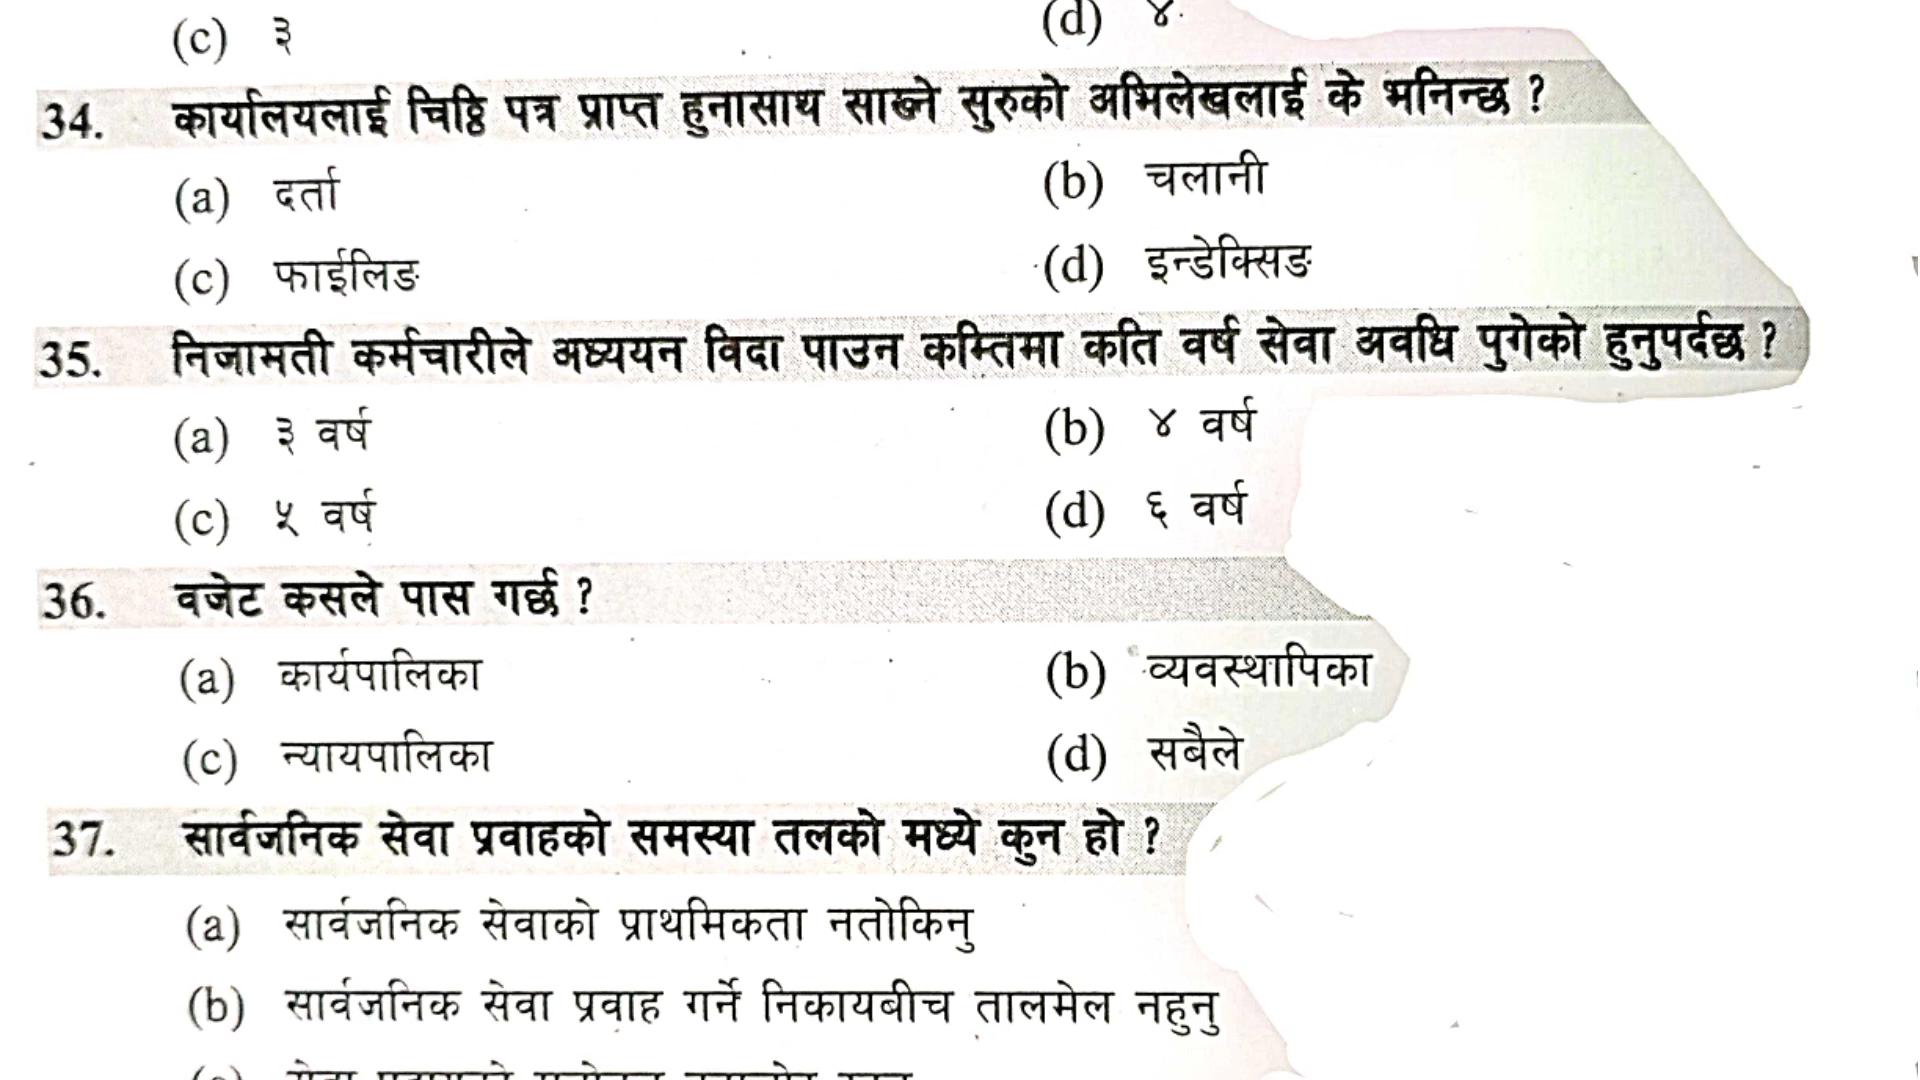 (c) ३ (d) ४
34. कार्यालयलाई चिठ्ठि पत्र प्राप्त हुनासाथ साख्ने सुरुको अभिलेखलाई के भनिन्छ ?
(a) दर्ता (b) चलानी
(c) फाईलिङ (d) इन्डेक्सिङ
35. निजामती कर्मचारीले अध्ययन विदा पाउन कम्तिमा कति वर्ष सेवा अवधि पुगेको हुनुपर्दछ ?
(a) ३ वर्ष (b) ४ वर्ष
(c) ५ वर्ष (d) ६ वर्ष
36. वजेट कसले पास गर्छ ?
(a) कार्यपालिका (b) व्यवस्थापिका
(c) न्यायपालिका (d) सबैले
37. सार्वजनिक सेवा प्रवाहको समस्या तलको मध्ये कुन हो ?
(a) सार्वजनिक सेवाको प्राथमिकता नतोकिनु
(b) सार्वजनिक सेवा प्रवाह गर्ने निकायबीच तालमेल नहुनु